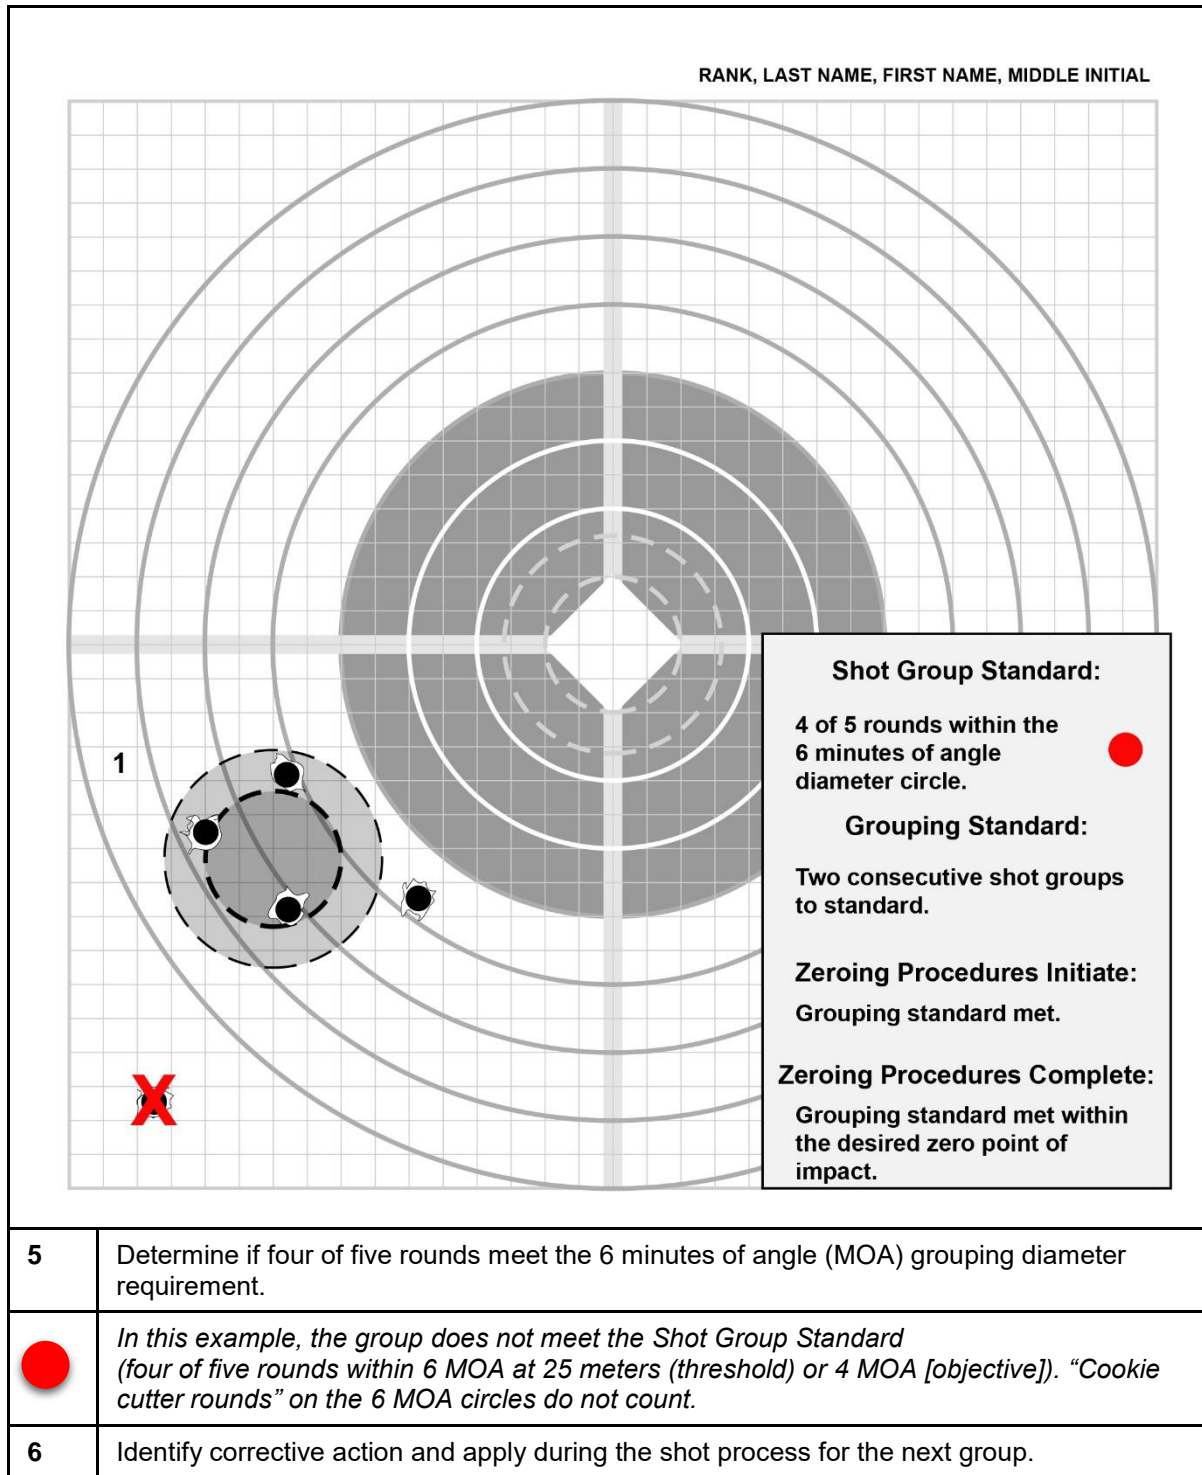 RANK, LAST NAME, FIRST NAME, MIDDLE INITIAL
1
X
Shot Group Standard:
4 of 5 rounds within the
6 minutes of angle
diameter circle.
Grouping Standard:
Two consecutive shot groups
to standard.
Zeroing Procedures Initiate:
Grouping standard met.
Zeroing Procedures Complete:
Grouping standard met within
the desired zero point of
impact.
5 Determine if four of five rounds meet the 6 minutes of angle (MOA) grouping diameter
requirement.
In this example, the group does not meet the Shot Group Standard
(four of five rounds within 6 MOA at 25 meters (threshold) or 4 MOA [objective]). “Cookie
cutter rounds” on the 6 MOA circles do not count.
6 Identify corrective action and apply during the shot process for the next group.